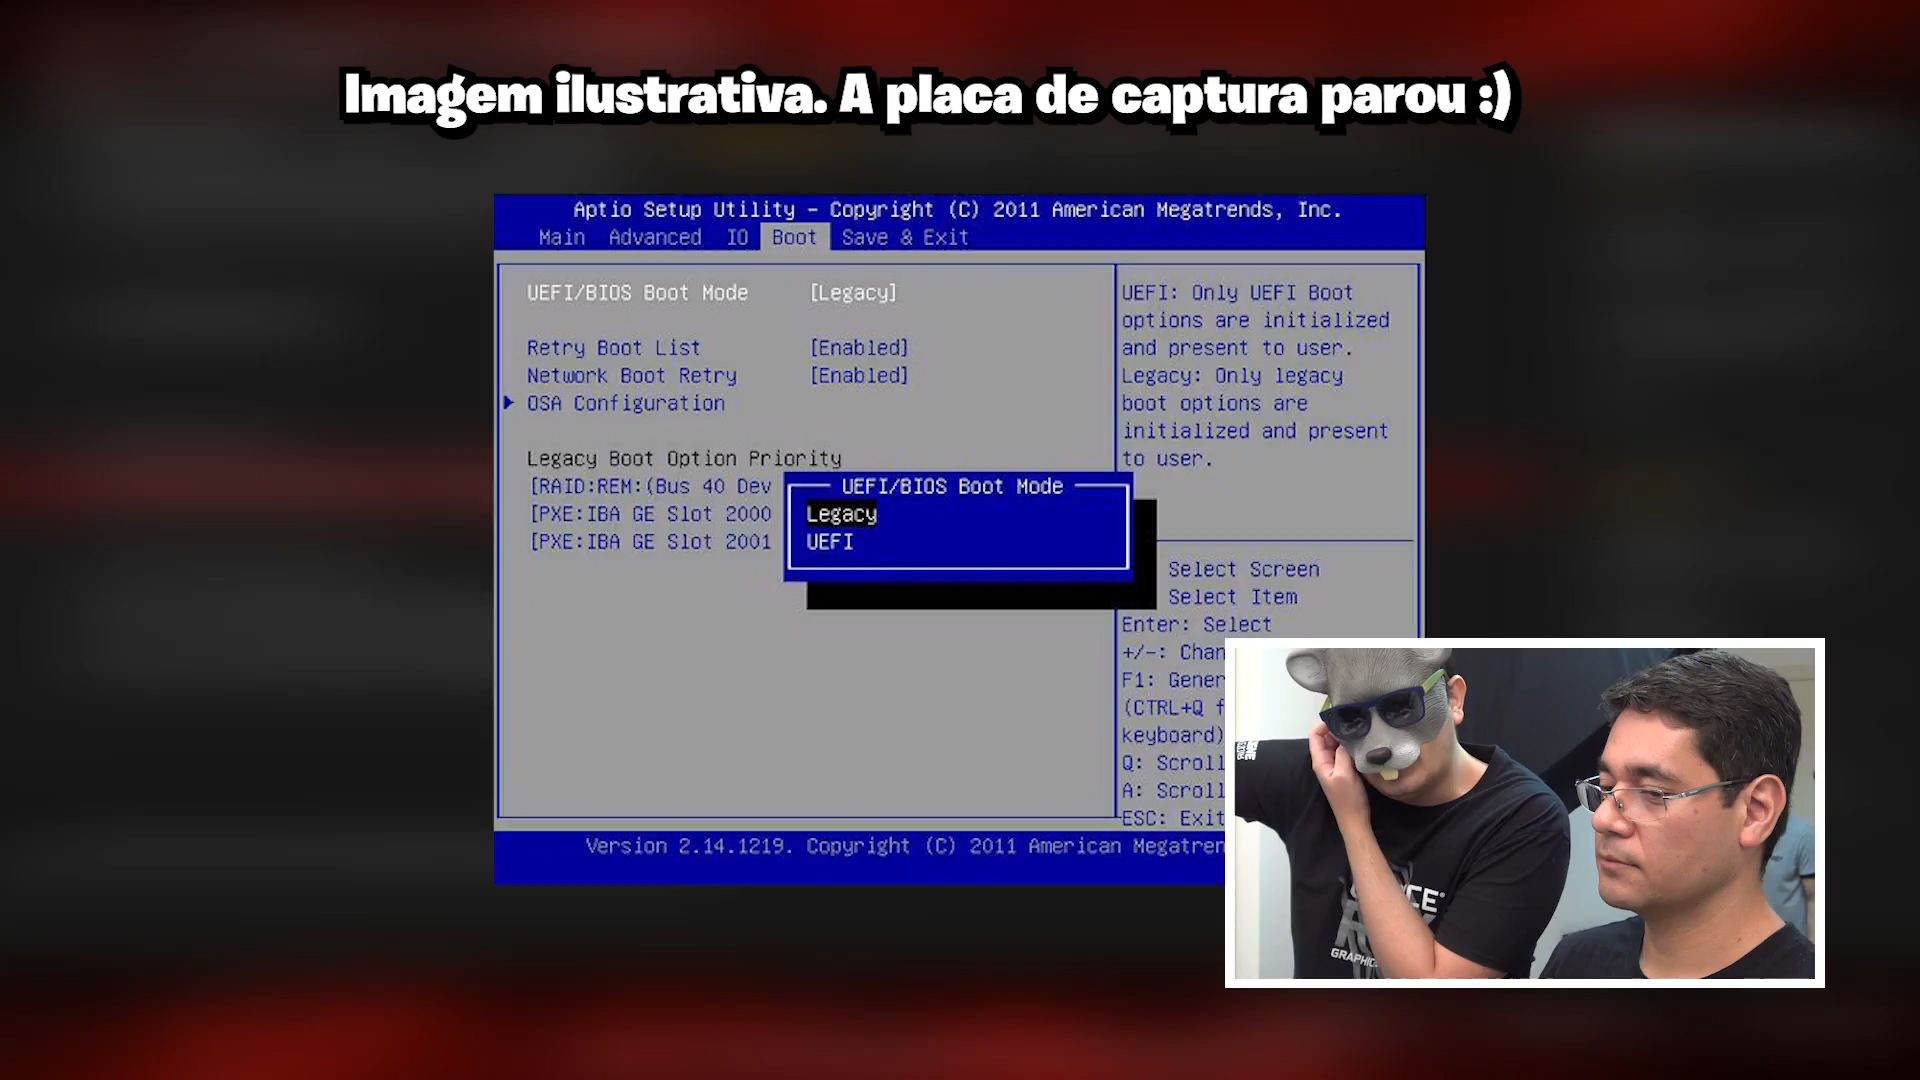 Imagem ilustrativa. A placa de captura parou :)
Aptio Setup Utility – Copyright (C) 2011 American Megatrends, Inc.
Main Advanced IO Boot Save & Exit
UEFI/BIOS Boot Mode [Legacy]
Retry Boot List [Enabled]
Network Boot Retry [Enabled]
OSA Configuration
Legacy Boot Option Priority
[RAID:REM:(Bus 40 Dev
[PXE:IBA GE Slot 2000
[PXE:IBA GE Slot 2001
UEFI/BIOS Boot Mode
Legacy
UEFI
UEFI: Only UEFI Boot
options are initialized
and present to user.
Legacy: Only legacy
boot options are
initialized and present
to user.
Select Screen
Select Item
Enter: Select
+/-: Chan
F1: Gener
(CTRL+Q f
keyboard)
Q: Scroll
A: Scroll
ESC: Exit
Version 2.14.1219. Copyright (C) 2011 American Megatren